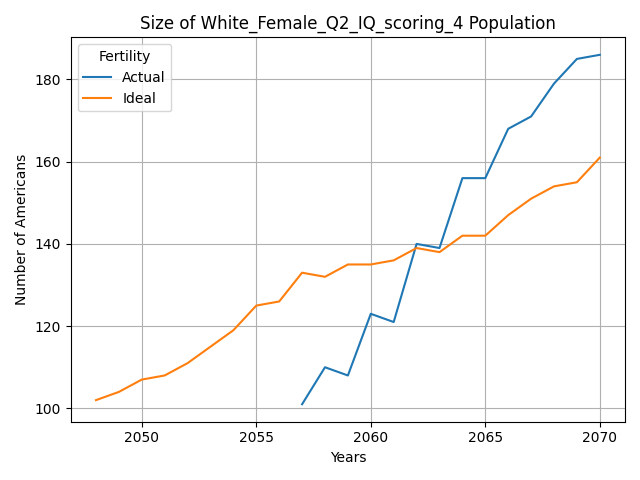 Size of White_Female_Q2_IQ_scoring_4 Population
Fertility
Actual
Ideal
Number of Americans
180
160
140
120
100
2050 2055 2060 2065 2070
Years